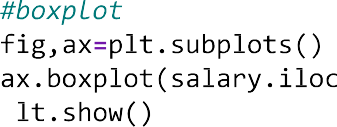 #boxplot
fig,ax=plt.subplots()
ax.boxplot(salary.iloc
lt.show()